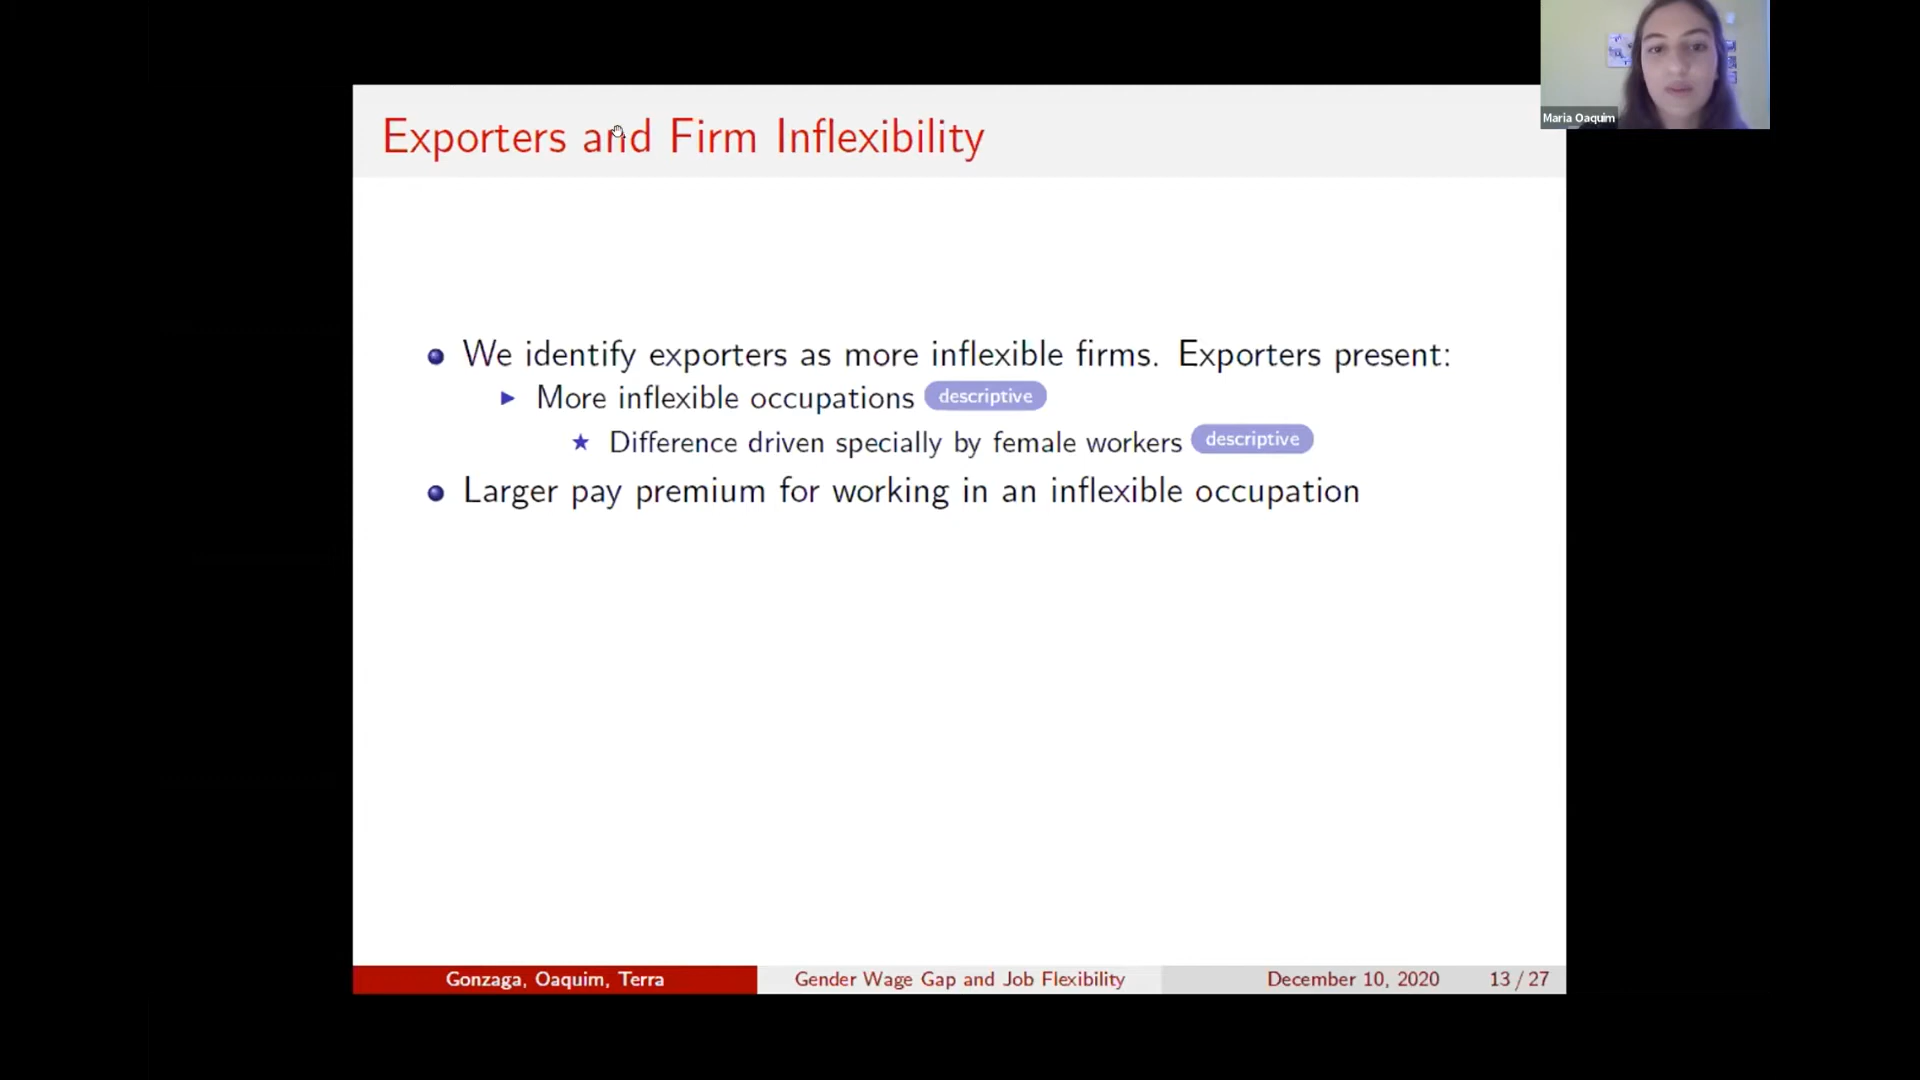 Maria Oaquim
Exporters and Firm Inflexibility
We identify exporters as more inflexible firms. Exporters present:
More inflexible occupations descriptive
Difference driven specially by female workers descriptive
Larger pay premium for working in an inflexible occupation
Gonzaga, Oaquim, Terra Gender Wage Gap and Job Flexibility December 10, 2020 13 / 27